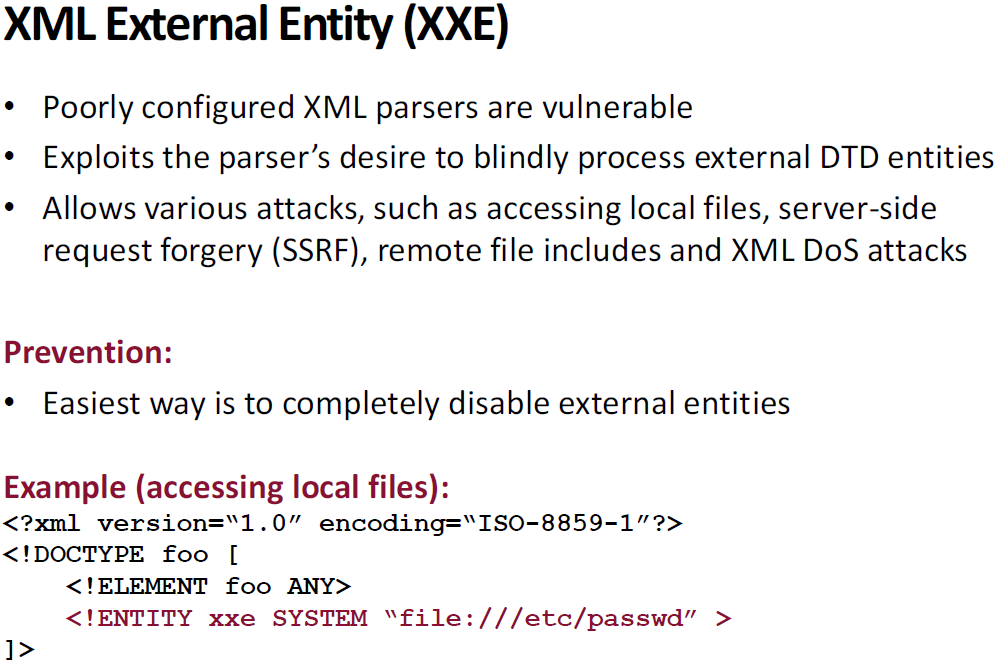 XML External Entity (XXE)
• Poorly configured XML parsers are vulnerable
• Exploits the parser’s desire to blindly process external DTD entities
• Allows various attacks, such as accessing local files, server-side
request forgery (SSRF), remote file includes and XML DoS attacks
Prevention:
• Easiest way is to completely disable external entities
Example (accessing local files):
<?xml version=“1.0” encoding=“ISO-8859-1”?>
<!DOCTYPE foo [
    <!ELEMENT foo ANY>
    <!ENTITY xxe SYSTEM “file:///etc/passwd” >
]>